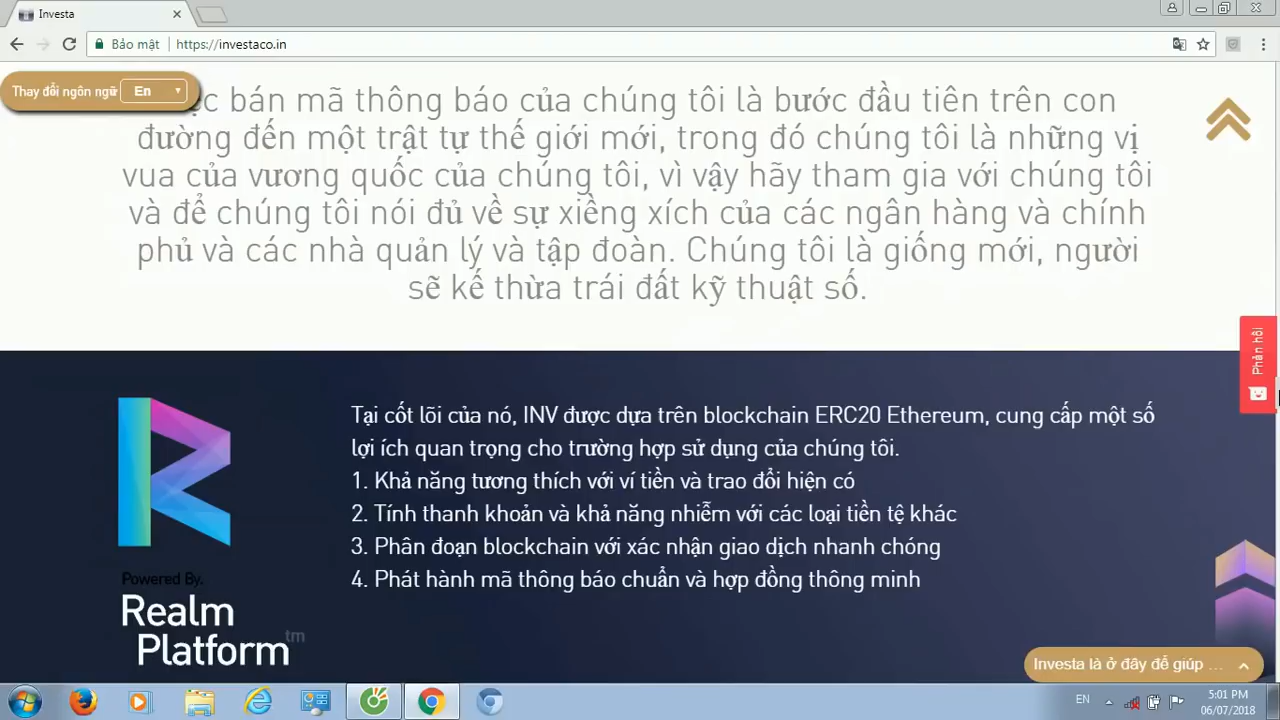 Investa
Bảo mật
https://investaco.in
Thay đổi ngôn ngữ
En
bán mã thông báo của chúng tôi là bước đầu tiên trên con
đường đến một trật tự thế giới mới, trong đó chúng tôi là những vị
vua của vương quốc của chúng tôi, vì vậy hãy tham gia với chúng tôi
và để chúng tôi nói đủ về sự xiềng xích của các ngân hàng và chính
phủ và các nhà quản lý và tập đoàn. Chúng tôi là giống mới, người
sẽ kế thừa trái đất kỹ thuật số.
Phản hồi
Tại cốt lõi của nó, INV được dựa trên blockchain ERC20 Ethereum, cung cấp một số
lợi ích quan trọng cho trường hợp sử dụng của chúng tôi.
1. Khả năng tương thích với ví tiền và trao đổi hiện có
2. Tính thanh khoản và khả năng nhiễm với các loại tiền tệ khác
3. Phân đoạn blockchain với xác nhận giao dịch nhanh chóng
4. Phát hành mã thông báo chuẩn và hợp đồng thông minh
Powered By.
Realm
Platform tm
Investa là ở đây để giúp ...
EN
5:01 PM
06/07/2018